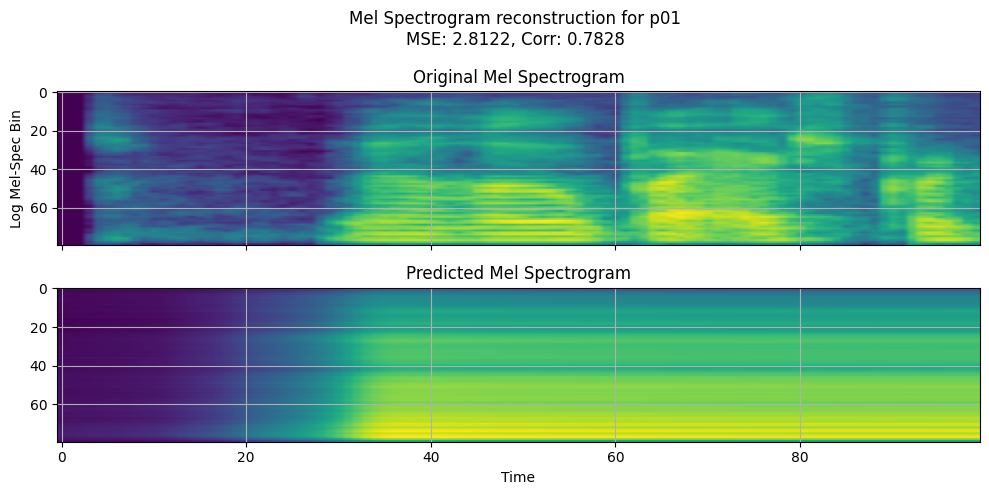 Mel Spectrogram reconstruction for p01
MSE: 2.8122, Corr: 0.7828
Original Mel Spectrogram
0
20
40
60
Log Mel-Spec Bin
Predicted Mel Spectrogram
0
20
40
60
0 20 40 60 80
Time